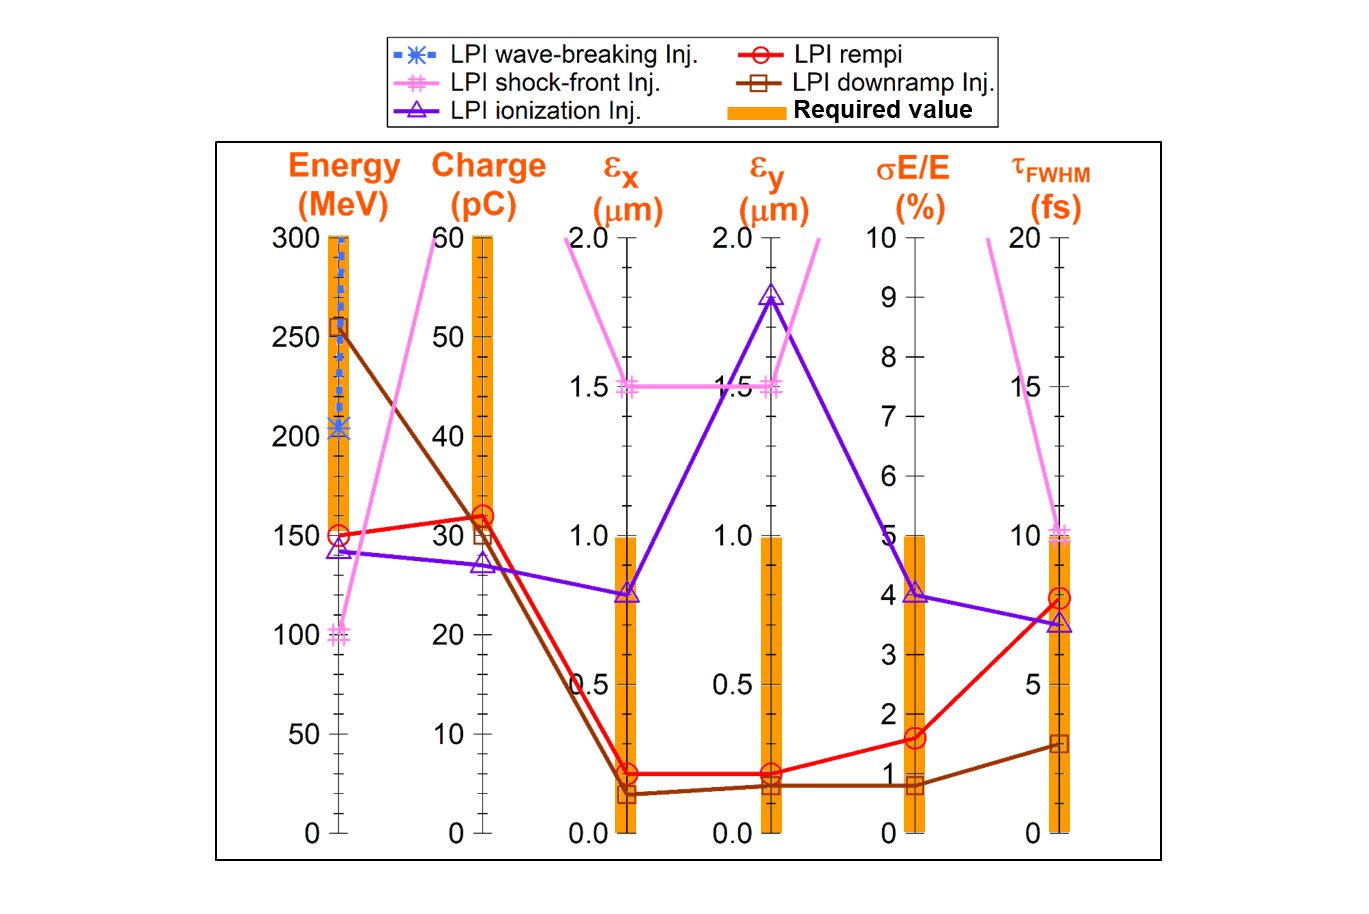 LPI wave-breaking Inj. LPI rempi
LPI shock-front Inj. LPI downramp Inj.
LPI ionization Inj. Required value
Energy Charge εx εy σE/E τFWHM
(MeV) (pC) (μm) (μm) (%) (fs)
300 60 2.0 2.0 10 20
9
250 50
8
1.5 1.5 15
7
200 40
6
150 30 1.0 1.0 5 10
4
100 20
3
0.5 0.5 5
2
50 10
1
0 0 0.0 0.0 0 0